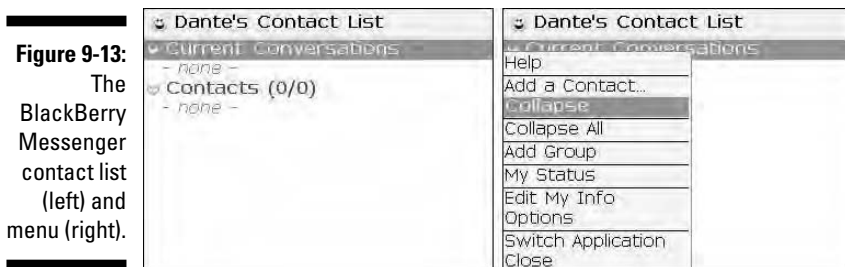 Figure 9-13:
The
BlackBerry
Messenger
contact list
(left) and
menu (right).
Dante's Contact List
Current Conversations
- none -
Contacts (0/0)
- none -
Dante's Contact List
Current Conversations
Help
Add a Contact...
Collapse
Collapse All
Add Group
My Status
Edit My Info
Options
Switch Application
Close